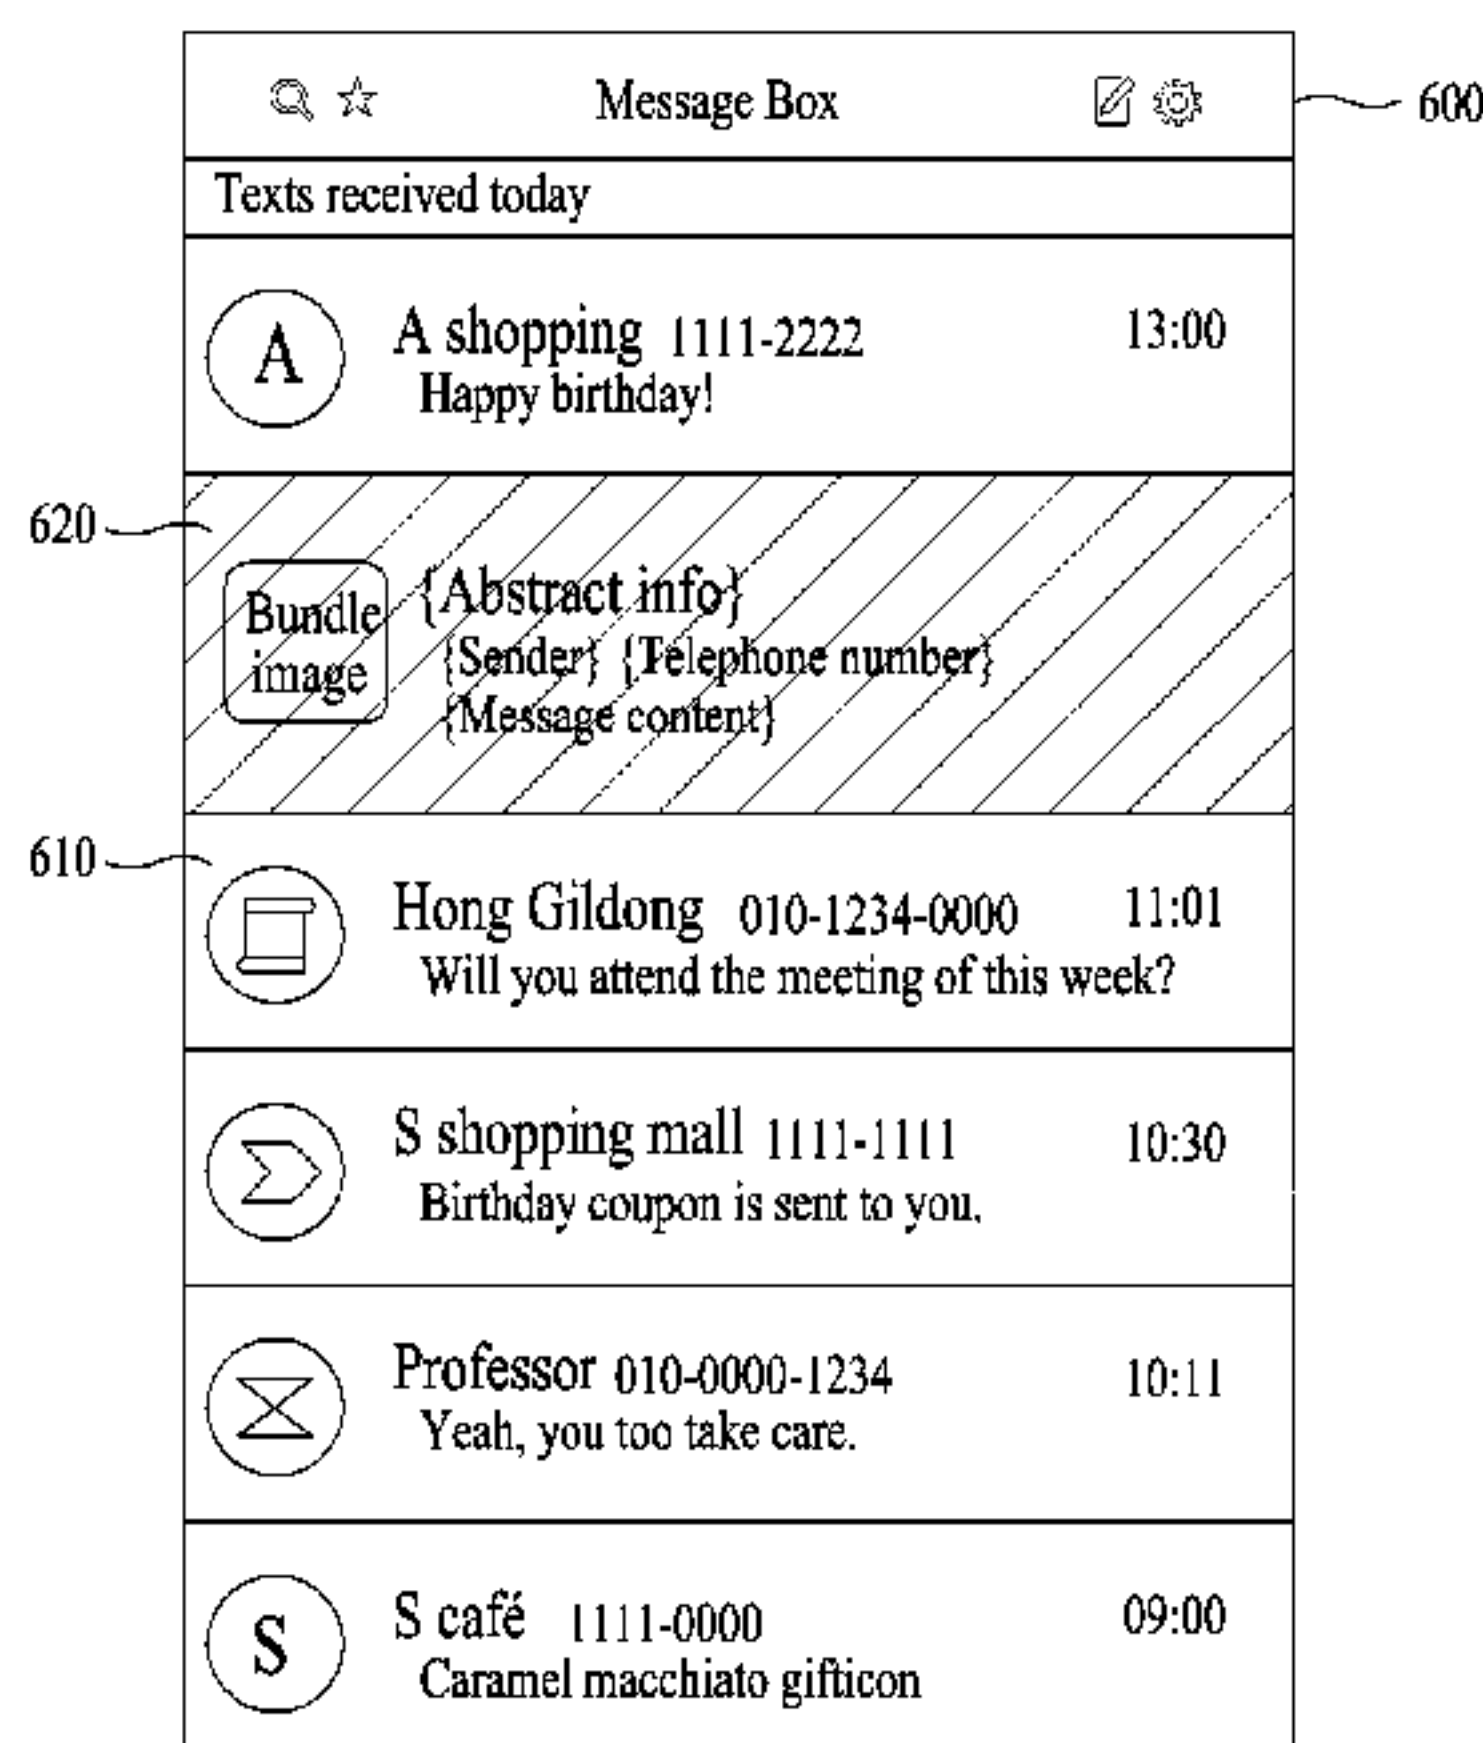 Message Box
600
Texts received today
A
A shopping 1111-2222 13:00
Happy birthday!
620
Bundle image
{Abstract info}
{Sender} {Telephone number}
{Message content}
610
Hong Gildong 010-1234-0000 11:01
Will you attend the meeting of this week?
S shopping mall 1111-1111 10:30
Birthday coupon is sent to you.
Professor 010-0000-1234 10:11
Yeah, you too take care.
S
S café 1111-0000 09:00
Caramel macchiato gifticon